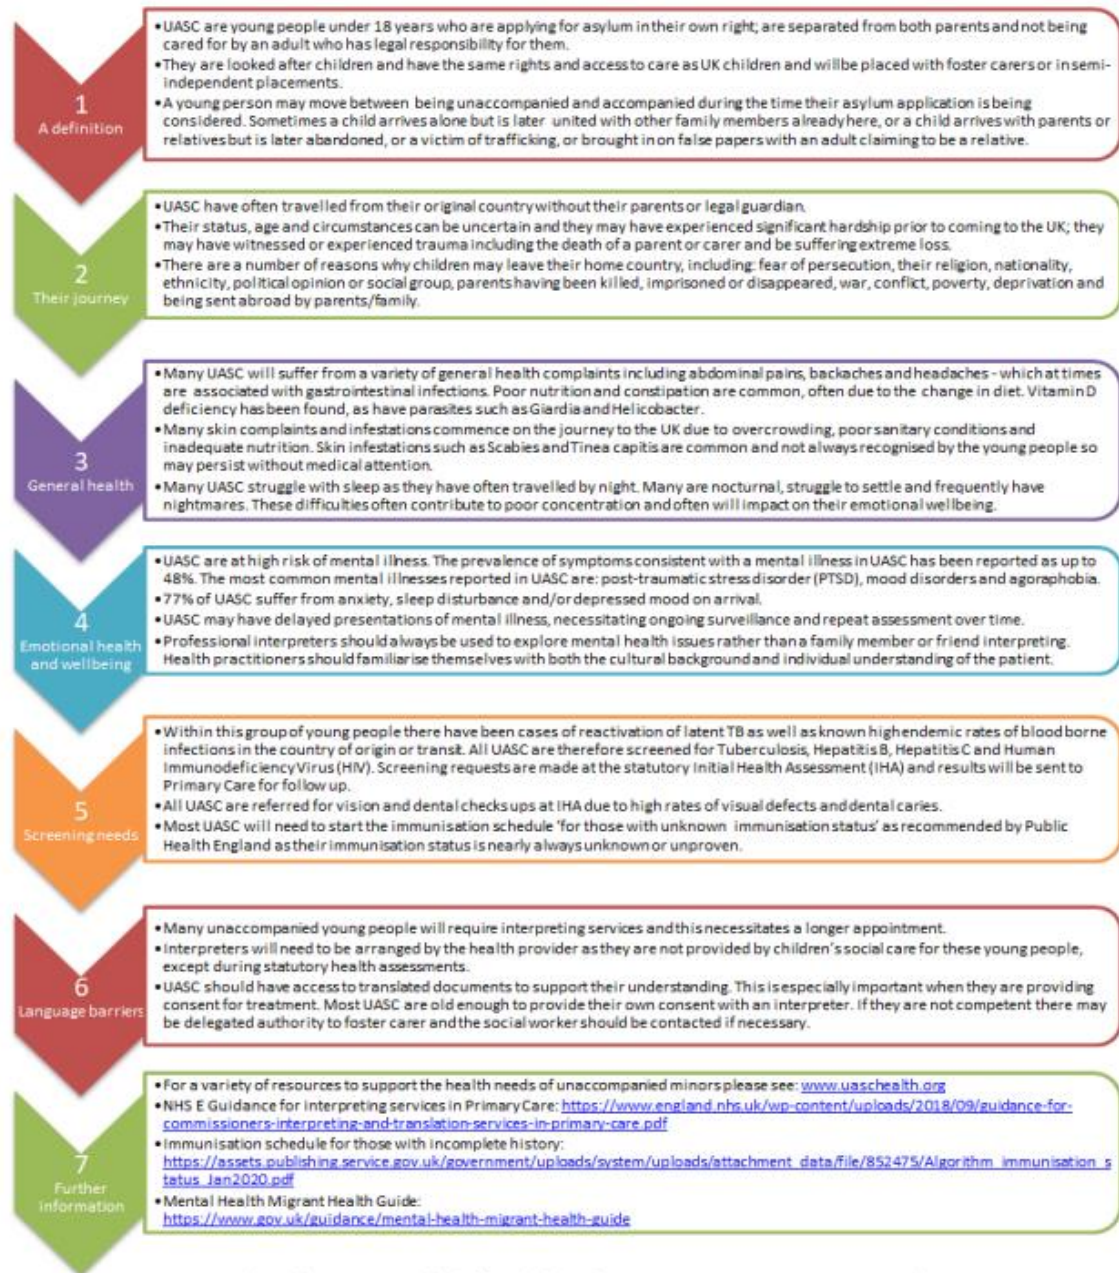 •UASC are young people under 18 years who are applying for asylum in their own right; are separated from both parents and not being
cared for by an adult who has legal responsibility for them.
•They are looked after children and have the same rights and access to care as UK children and will be placed with foster carers or in semi-
independent placements.
•A young person may move between being unaccompanied and accompanied during the time their asylum application is being
considered. Sometimes a child arrives alone but is later united with other family members already here, or a child arrives with parents or
relatives but is later abandoned, or a victim of trafficking, or brought in on false papers with an adult claiming to be a relative.
1
A definition
•UASC have often travelled from their original country without their parents or legal guardian.
•Their status, age and circumstances can be uncertain and they may have experienced significant hardship prior to coming to the UK; they
may have witnessed or experienced trauma including the death of a parent or carer and be suffering extreme loss.
•There are a number of reasons why children may leave their home country, including: fear of persecution, their religion, nationality,
ethnicity, political opinion or social group, parents having been killed, imprisoned or disappeared, war, conflict, poverty, deprivation and
being sent abroad by parents/family.
2
Their journey
•Many UASC will suffer from a variety of general health complaints including abdominal pains, backaches and headaches - which at times
are associated with gastrointestinal infections. Poor nutrition and constipation are common, often due to the change in diet. Vitamin D
deficiency has been found, as have parasites such as Giardia and Helicobacter.
•Many skin complaints and infestations commence on the journey to the UK due to overcrowding, poor sanitary conditions and
inadequate nutrition. Skin infestations such as Scabies and Tinea capitis are common and not always recognised by the young people so
may persist without medical attention.
•Many UASC struggle with sleep as they have often travelled by night. Many are nocturnal, struggle to settle and frequently have
nightmares. These difficulties often contribute to poor concentration and often will impact on their emotional wellbeing.
3
General health
•UASC are at high risk of mental illness. The prevalence of symptoms consistent with a mental illness in UASC has been reported as up to
48%. The most common mental illnesses reported in UASC are: post-traumatic stress disorder (PTSD), mood disorders and agoraphobia.
•77% of UASC suffer from anxiety, sleep disturbance and/or depressed mood on arrival.
•UASC may have delayed presentations of mental illness, necessitating ongoing surveillance and repeat assessment over time.
•Professional interpreters should always be used to explore mental health issues rather than a family member or friend interpreting.
Health practitioners should familiarise themselves with both the cultural background and individual understanding of the patient.
4
Emotional health
and wellbeing
•Within this group of young people there have been cases of reactivation of latent TB as well as known high endemic rates of blood borne
infections in the country of origin or transit. All UASC are therefore screened for Tuberculosis, Hepatitis B, Hepatitis C and Human
Immunodeficiency Virus (HIV). Screening requests are made at the statutory Initial Health Assessment (IHA) and results will be sent to
Primary Care for follow up.
•All UASC are referred for vision and dental checks ups at IHA due to high rates of visual defects and dental caries.
•Most UASC will need to start the immunisation schedule 'for those with unknown immunisation status' as recommended by Public
Health England as their immunisation status is nearly always unknown or unproven.
5
Screening needs
•Many unaccompanied young people will require interpreting services and this necessitates a longer appointment.
•Interpreters will need to be arranged by the health provider as they are not provided by children's social care for these young people,
except during statutory health assessments.
•UASC should have access to translated documents to support their understanding. This is especially important when they are providing
consent for treatment. Most UASC are old enough to provide their own consent with an interpreter. If they are not competent there may
be delegated authority to foster carer and the social worker should be contacted if necessary.
6
Language barriers
•For a variety of resources to support the health needs of unaccompanied minors please see: www.uaschealth.org
•NHS E Guidance for interpreting services in Primary Care: https://www.england.nhs.uk/wp-content/uploads/2018/09/guidance-for-
commissioners-interpreting-and-translation-services-in-primary-care.pdf
•Immunisation schedule for those with incomplete history:
https://assets.publishing.service.gov.uk/government/uploads/system/uploads/attachment_data/file/852475/Algorithm_immunisation_s
tatus_Jan2020.pdf
•Mental Health Migrant Health Guide:
https://www.gov.uk/guidance/mental-health-migrant-health-guide
7
Further
information